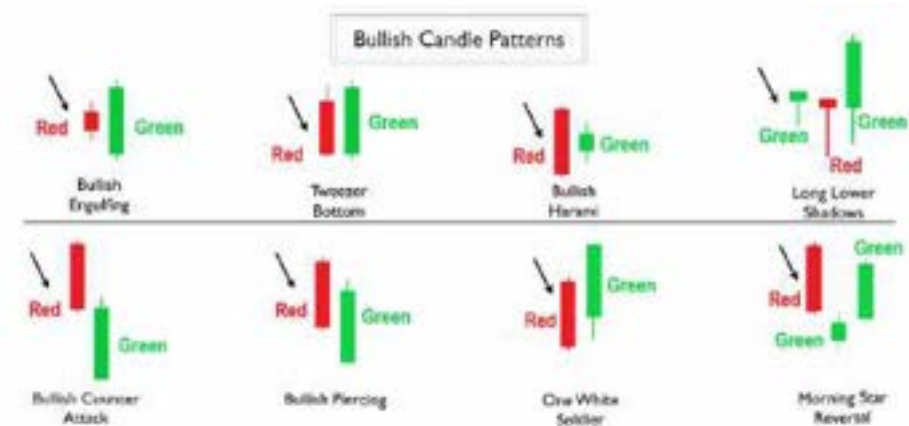 Bullish Candle Patterns
Red
Green
Bullish
Engulfing
Red
Green
Tweezer
Bottom
Red
Green
Bullish
Harami
Green
Red
Green
Long Lower
Shadows
Red
Green
Bullish Counter
Attack
Red
Green
Bullish Piercing
Red
Green
One White
Soldier
Red
Green
Green
Morning Star
Reversal